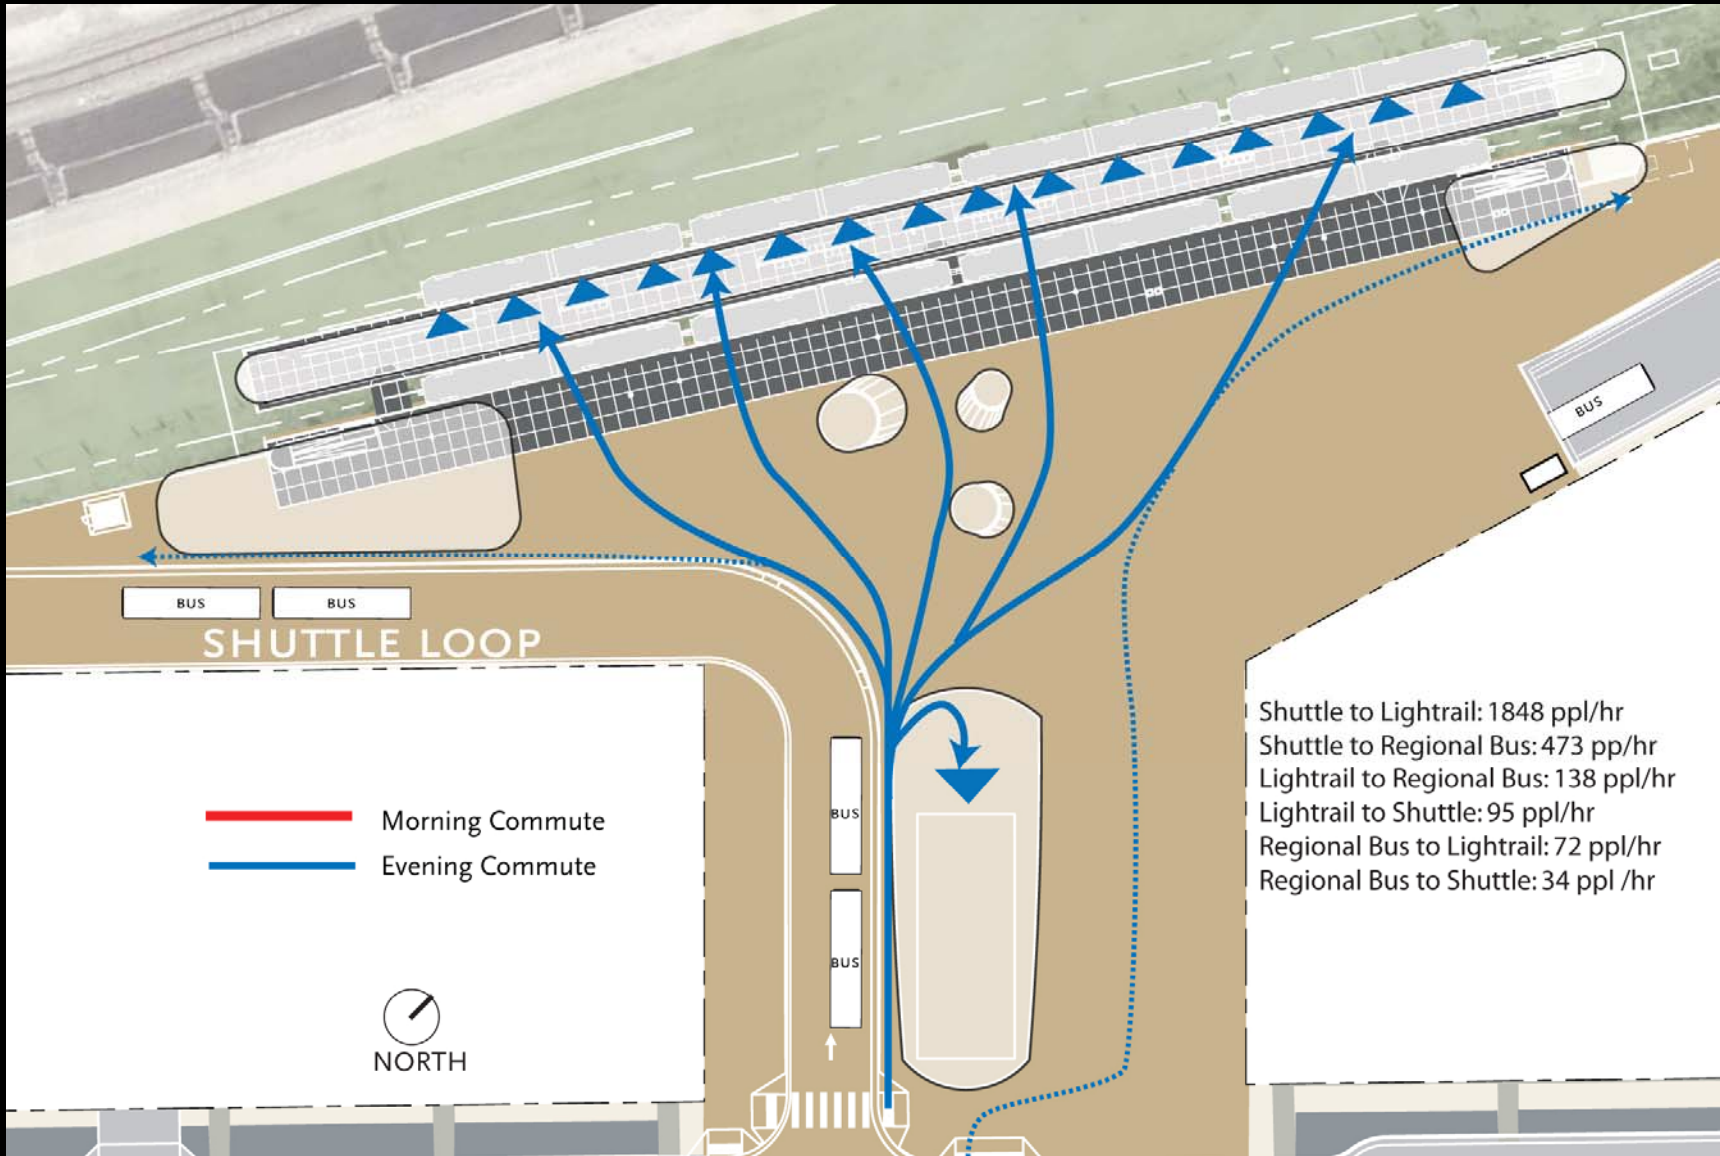 BUS
BUS
BUS
SHUTTLE LOOP
Shuttle to Lightrail: 1848 ppl/hr
Shuttle to Regional Bus: 473 pp/hr
Lightrail to Regional Bus: 138 ppl/hr
Lightrail to Shuttle: 95 ppl/hr
Regional Bus to Lightrail: 72 ppl/hr
Regional Bus to Shuttle: 34 ppl /hr
BUS
Morning Commute
Evening Commute
BUS
NORTH